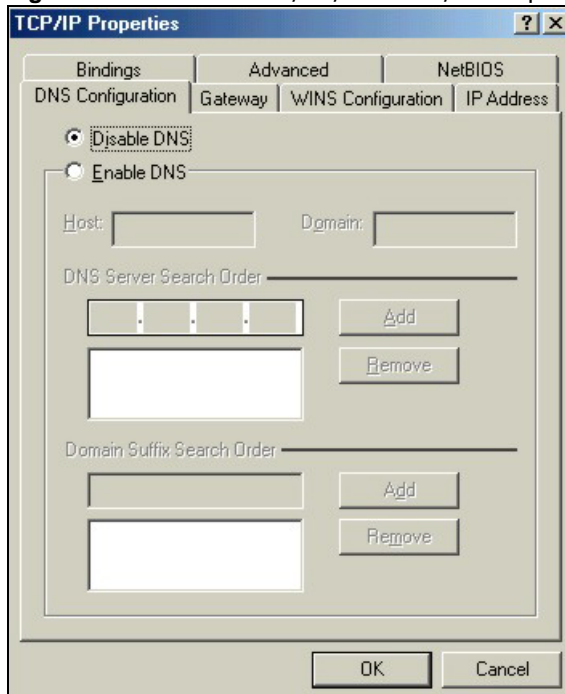 TCP/IP Properties
Bindings Advanced NetBIOS
DNS Configuration Gateway WINS Configuration IP Address
Disable DNS
Enable DNS
Host: Domain:
DNS Server Search Order
Add
Remove
Domain Suffix Search Order
Add
Remove
OK Cancel